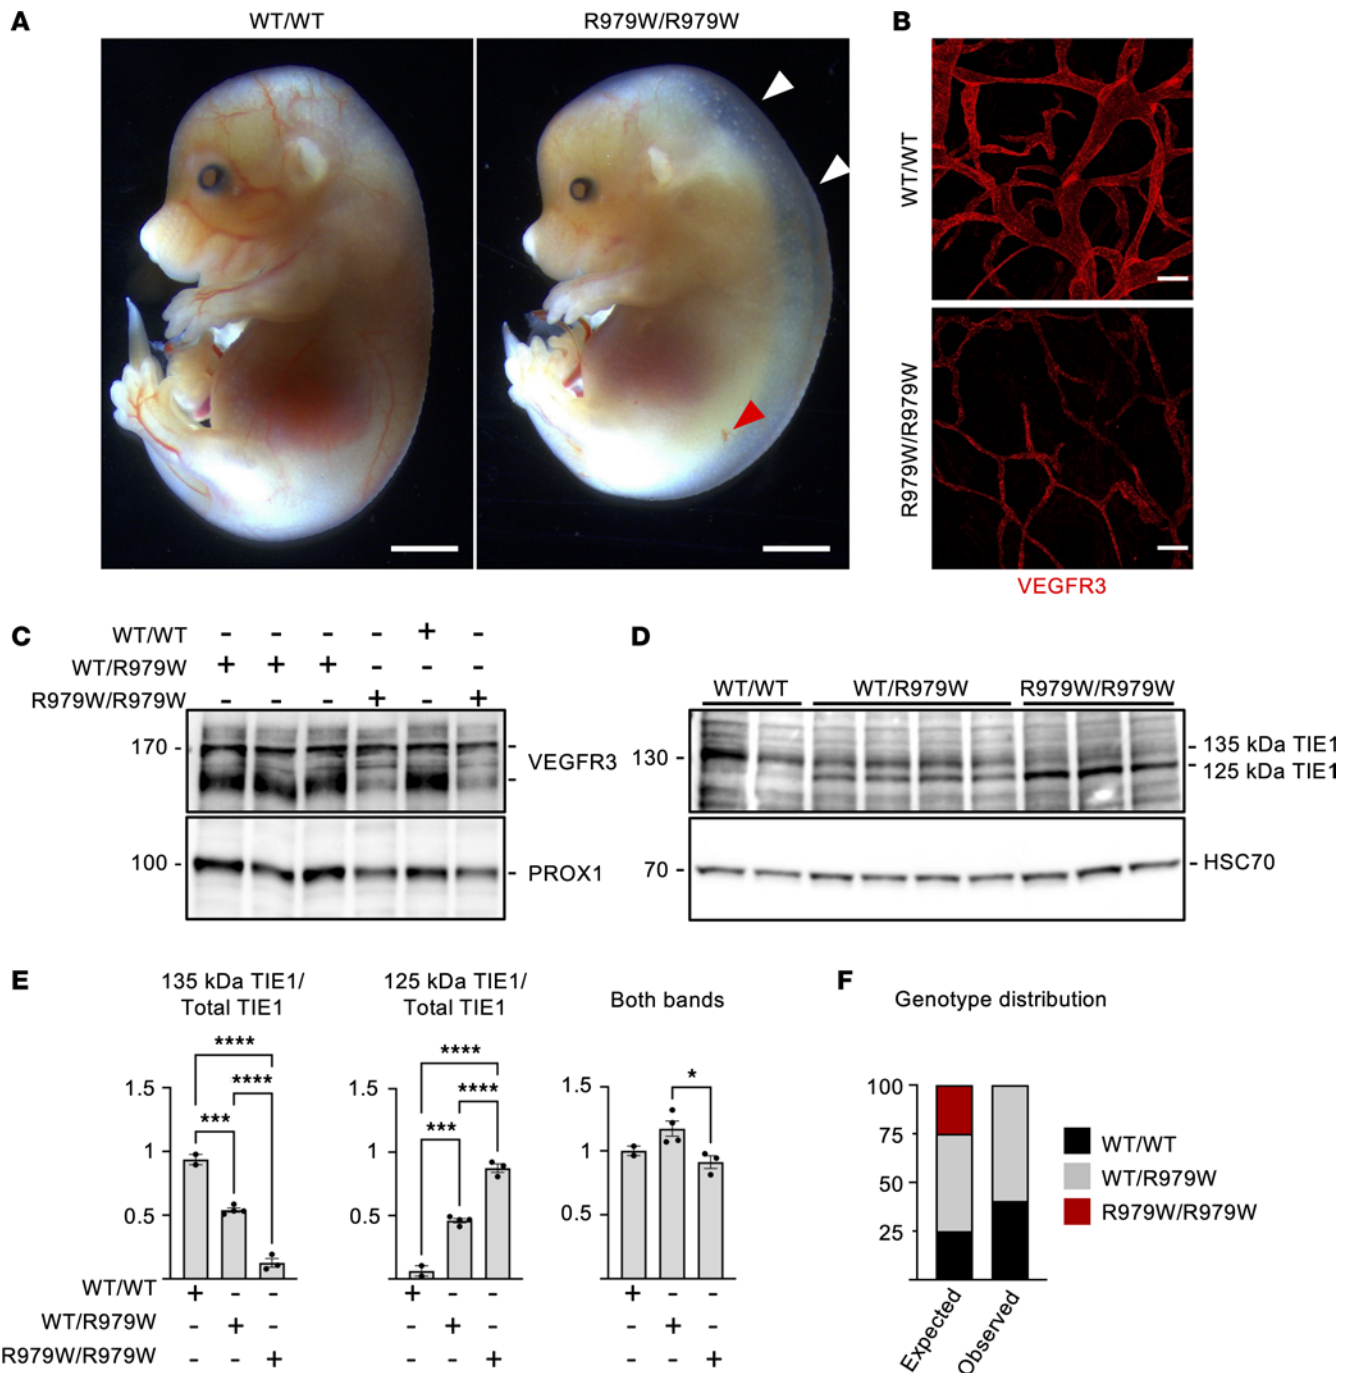 A
WT/WT
R979W/R979W
B
WT/WT
R979W/R979W
VEGFR3
C
WT/WT - - - - + -
WT/R979W + + + - - -
R979W/R979W - - - + - +
170 -
- VEGFR3
-
100 -
- PROX1
D
WT/WT
WT/R979W
R979W/R979W
130 -
- 135 kDa TIE1
- 125 kDa TIE1
70 -
- HSC70
E
135 kDa TIE1/
Total TIE1
****
****
***
1.5
1
0.5
125 kDa TIE1/
Total TIE1
****
****
***
1.5
1
0.5
Both bands
*
1.5
1
0.5
WT/WT + - - + - - + - -
WT/R979W - + - - + - - + -
R979W/R979W - - + - - + - - +
F
Genotype distribution
100
75
50
25
Expected
Observed
WT/WT
WT/R979W
R979W/R979W